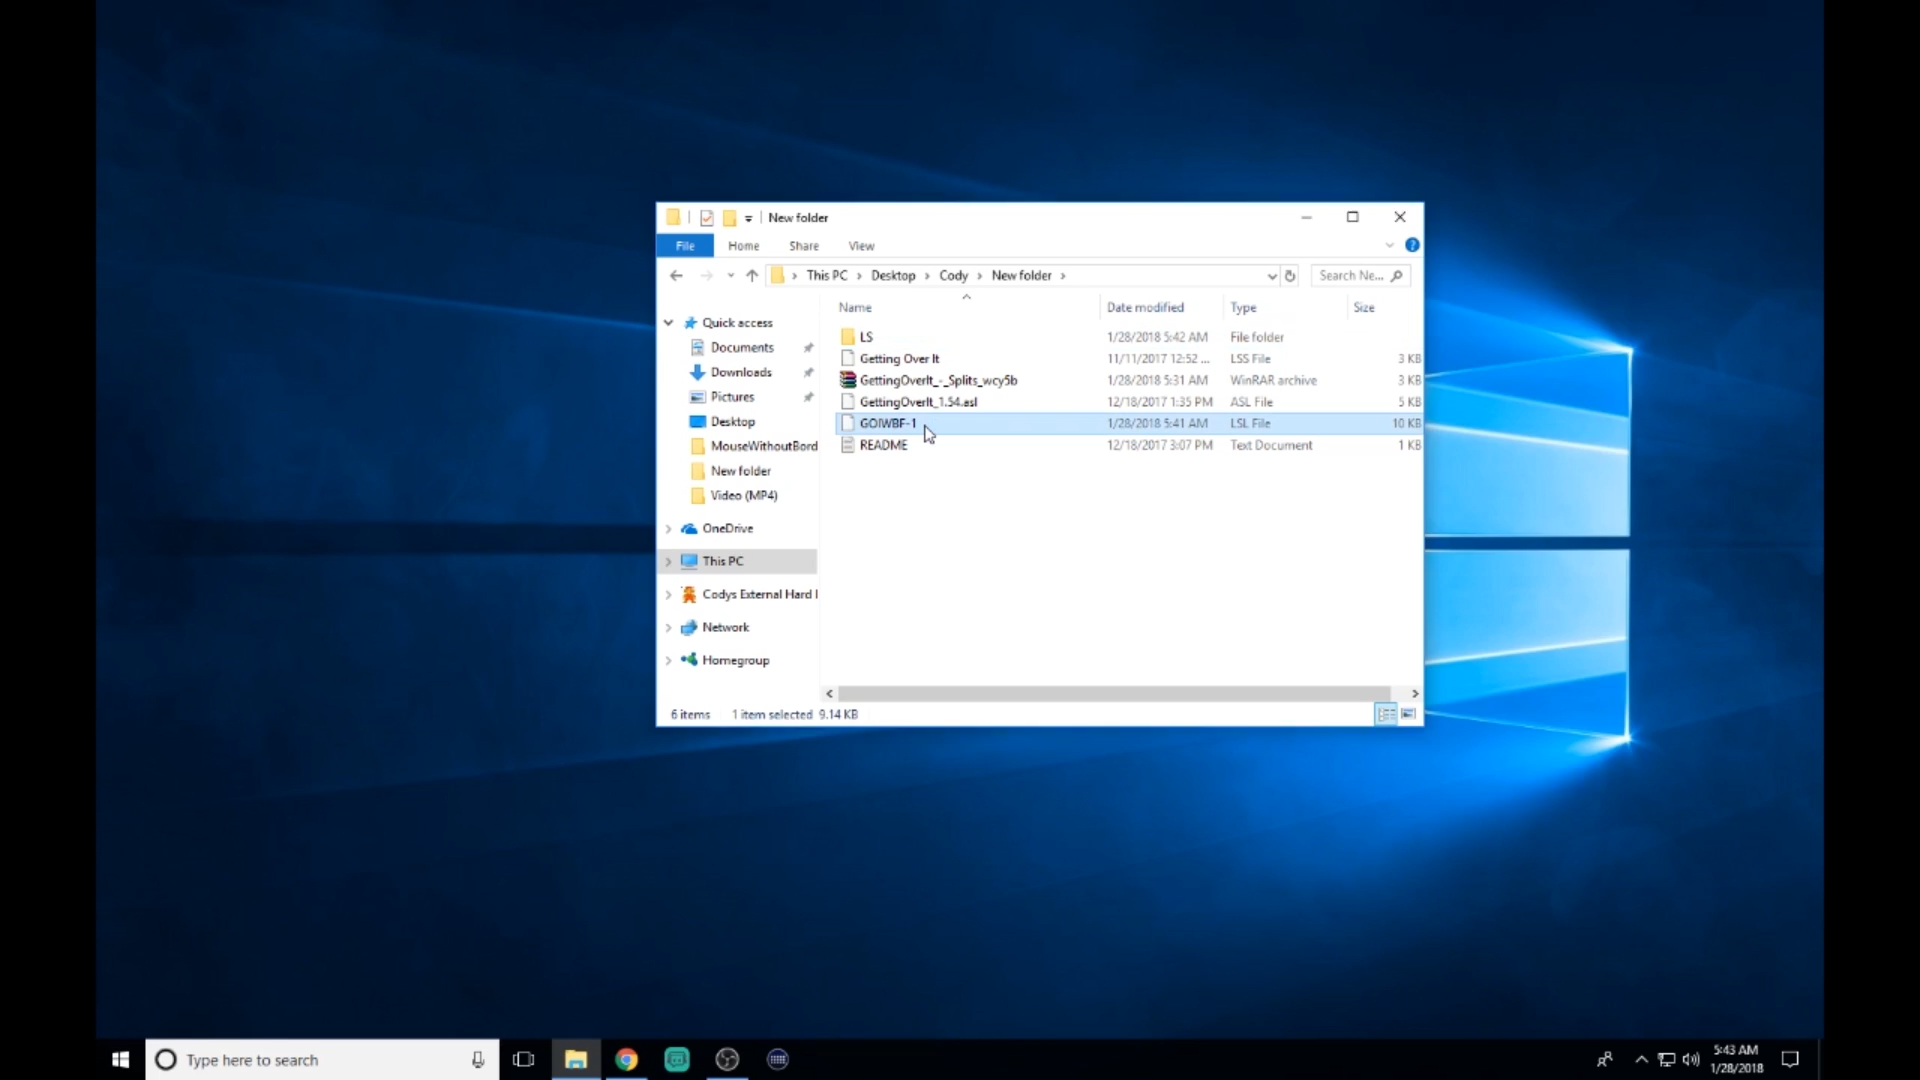 New folder
File Home Share View
This PC Desktop Cody New folder
Search Ne...
Name Date modified Type Size
Quick access
Documents
Downloads
Pictures
Desktop
MouseWithoutBord
New folder
Video (MP4)
OneDrive
This PC
Codys External Hard
Network
Homegroup
LS 1/28/2018 5:42 AM File folder
Getting Over It 11/11/2017 12:52 ... LSS File 3 KB
GettingOverIt_-_Splits_wcy5b 1/28/2018 5:31 AM WinRAR archive 3 KB
GettingOverIt_1.54.asl 12/18/2017 1:35 PM ASL File 5 KB
GOIWBF-1 1/28/2018 5:41 AM LSL File 10 KB
README 12/18/2017 3:07 PM Text Document 1 KB
6 items 1 item selected 9.14 KB
Type here to search
5:43 AM
1/28/2018